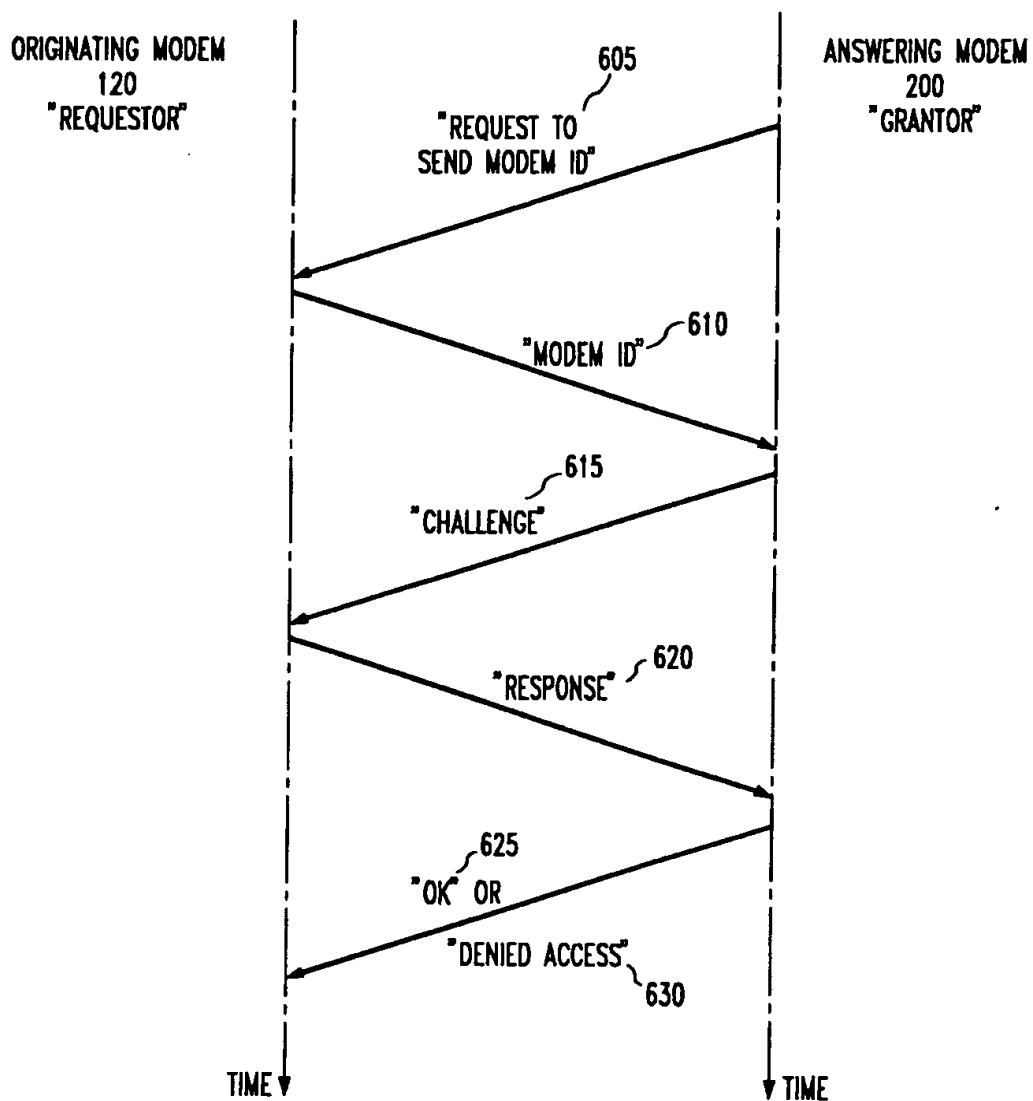 ORIGINATING MODEM
120
"REQUESTOR"
ANSWERING MODEM
200
"GRANTOR"
605
"REQUEST TO
SEND MODEM ID"
610
"MODEM ID"
615
"CHALLENGE"
620
"RESPONSE"
625
"OK" OR
"DENIED ACCESS"
630
TIME
TIME